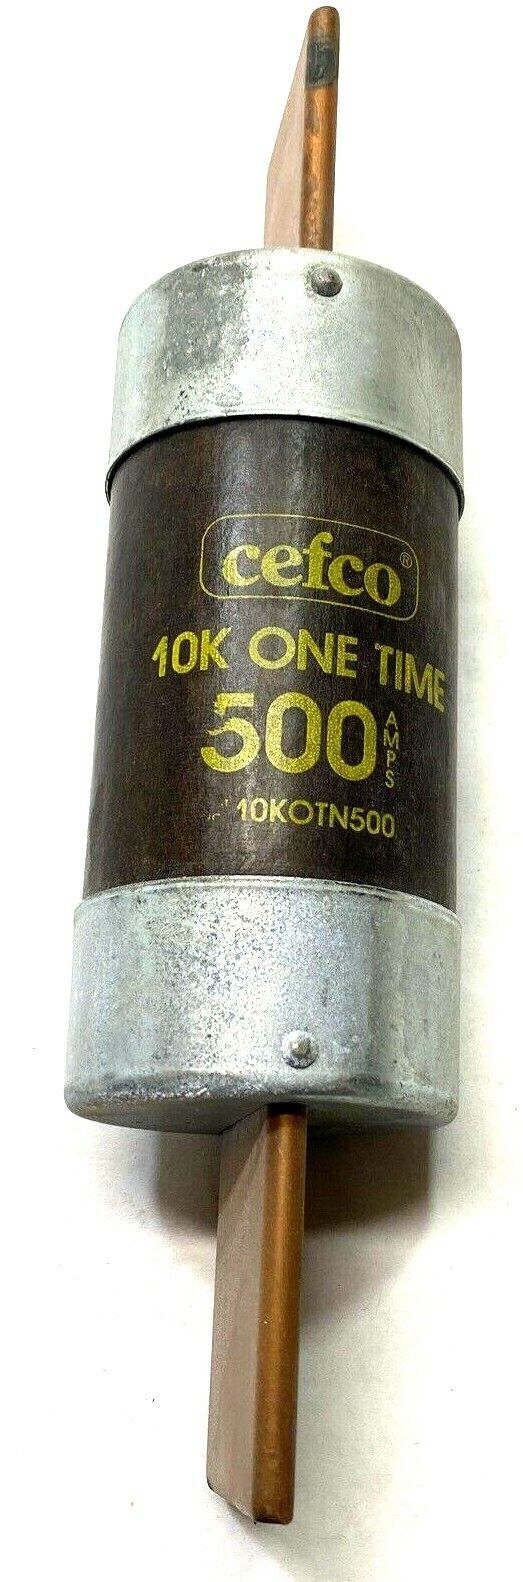 cefco®
10K ONE TIME
500 AMPS
10KOTN500